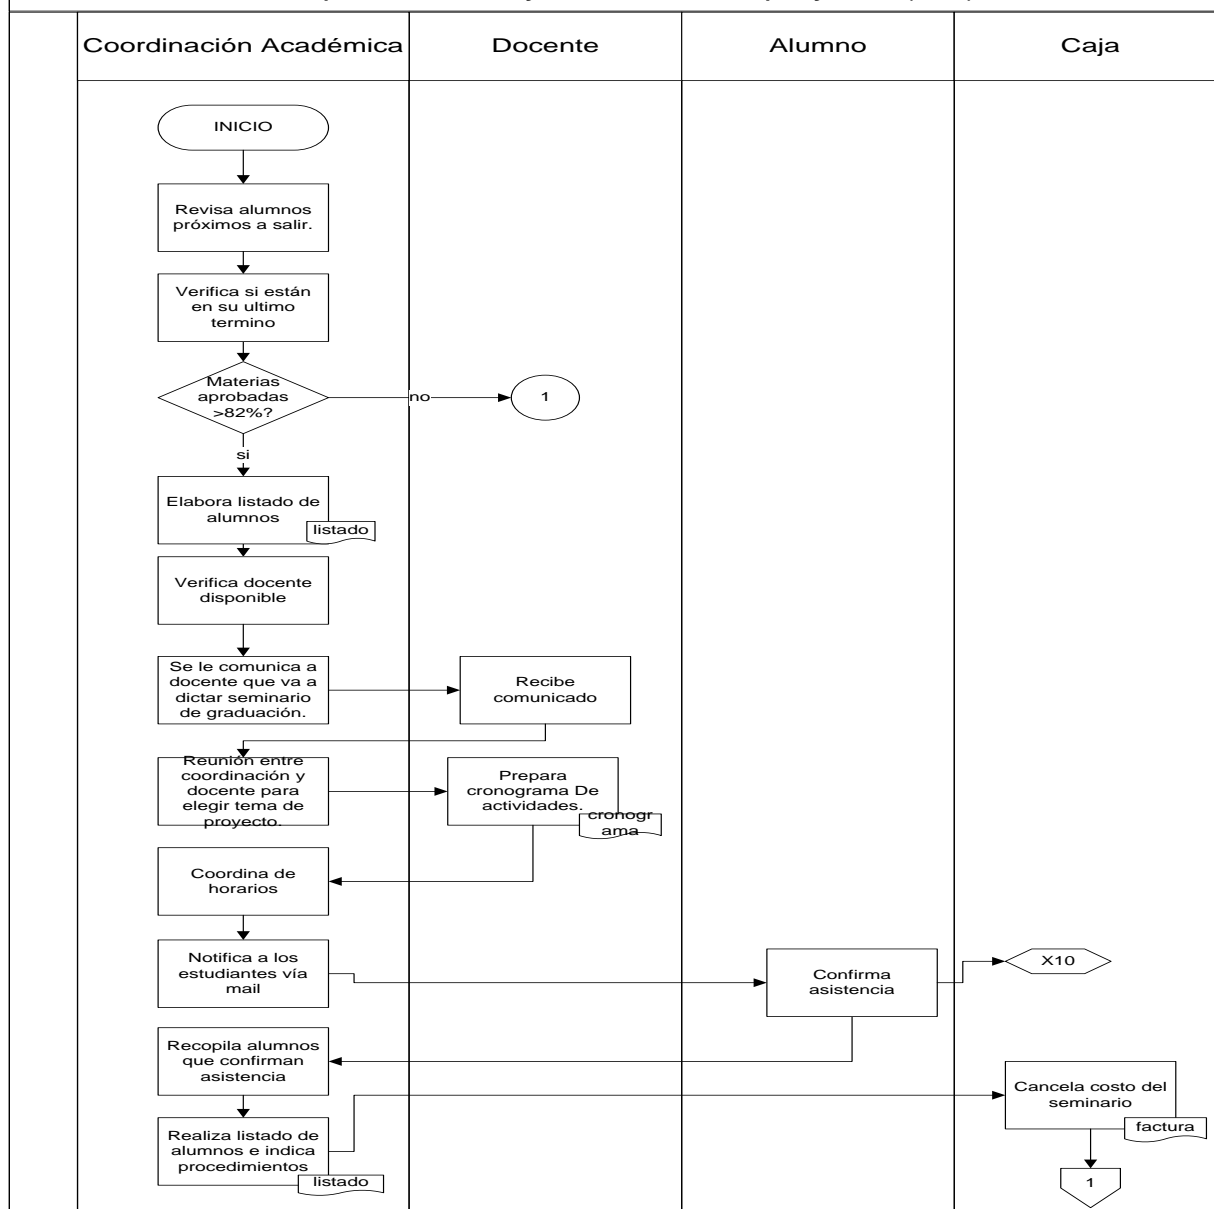 Coordinación Académica
Docente
Alumno
Caja
INICIO
Revisa alumnos
próximos a salir.
Verifica si están
en su ultimo
termino
Materias
aprobadas
>82%?
no
1
si
Elabora listado de
alumnos
listado
Verifica docente
disponible
Se le comunica a
docente que va a
dictar seminario
de graduación.
Recibe
comunicado
Reunión entre
coordinación y
docente para
elegir tema de
proyecto.
Prepara
cronograma De
actividades.
cronogr
ama
Coordina de
horarios
Notifica a los
estudiantes vía
mail
Confirma
asistencia
X10
Recopila alumnos
que confirman
asistencia
Cancela costo del
seminario
factura
Realiza listado de
alumnos e indica
procedimientos
listado
1